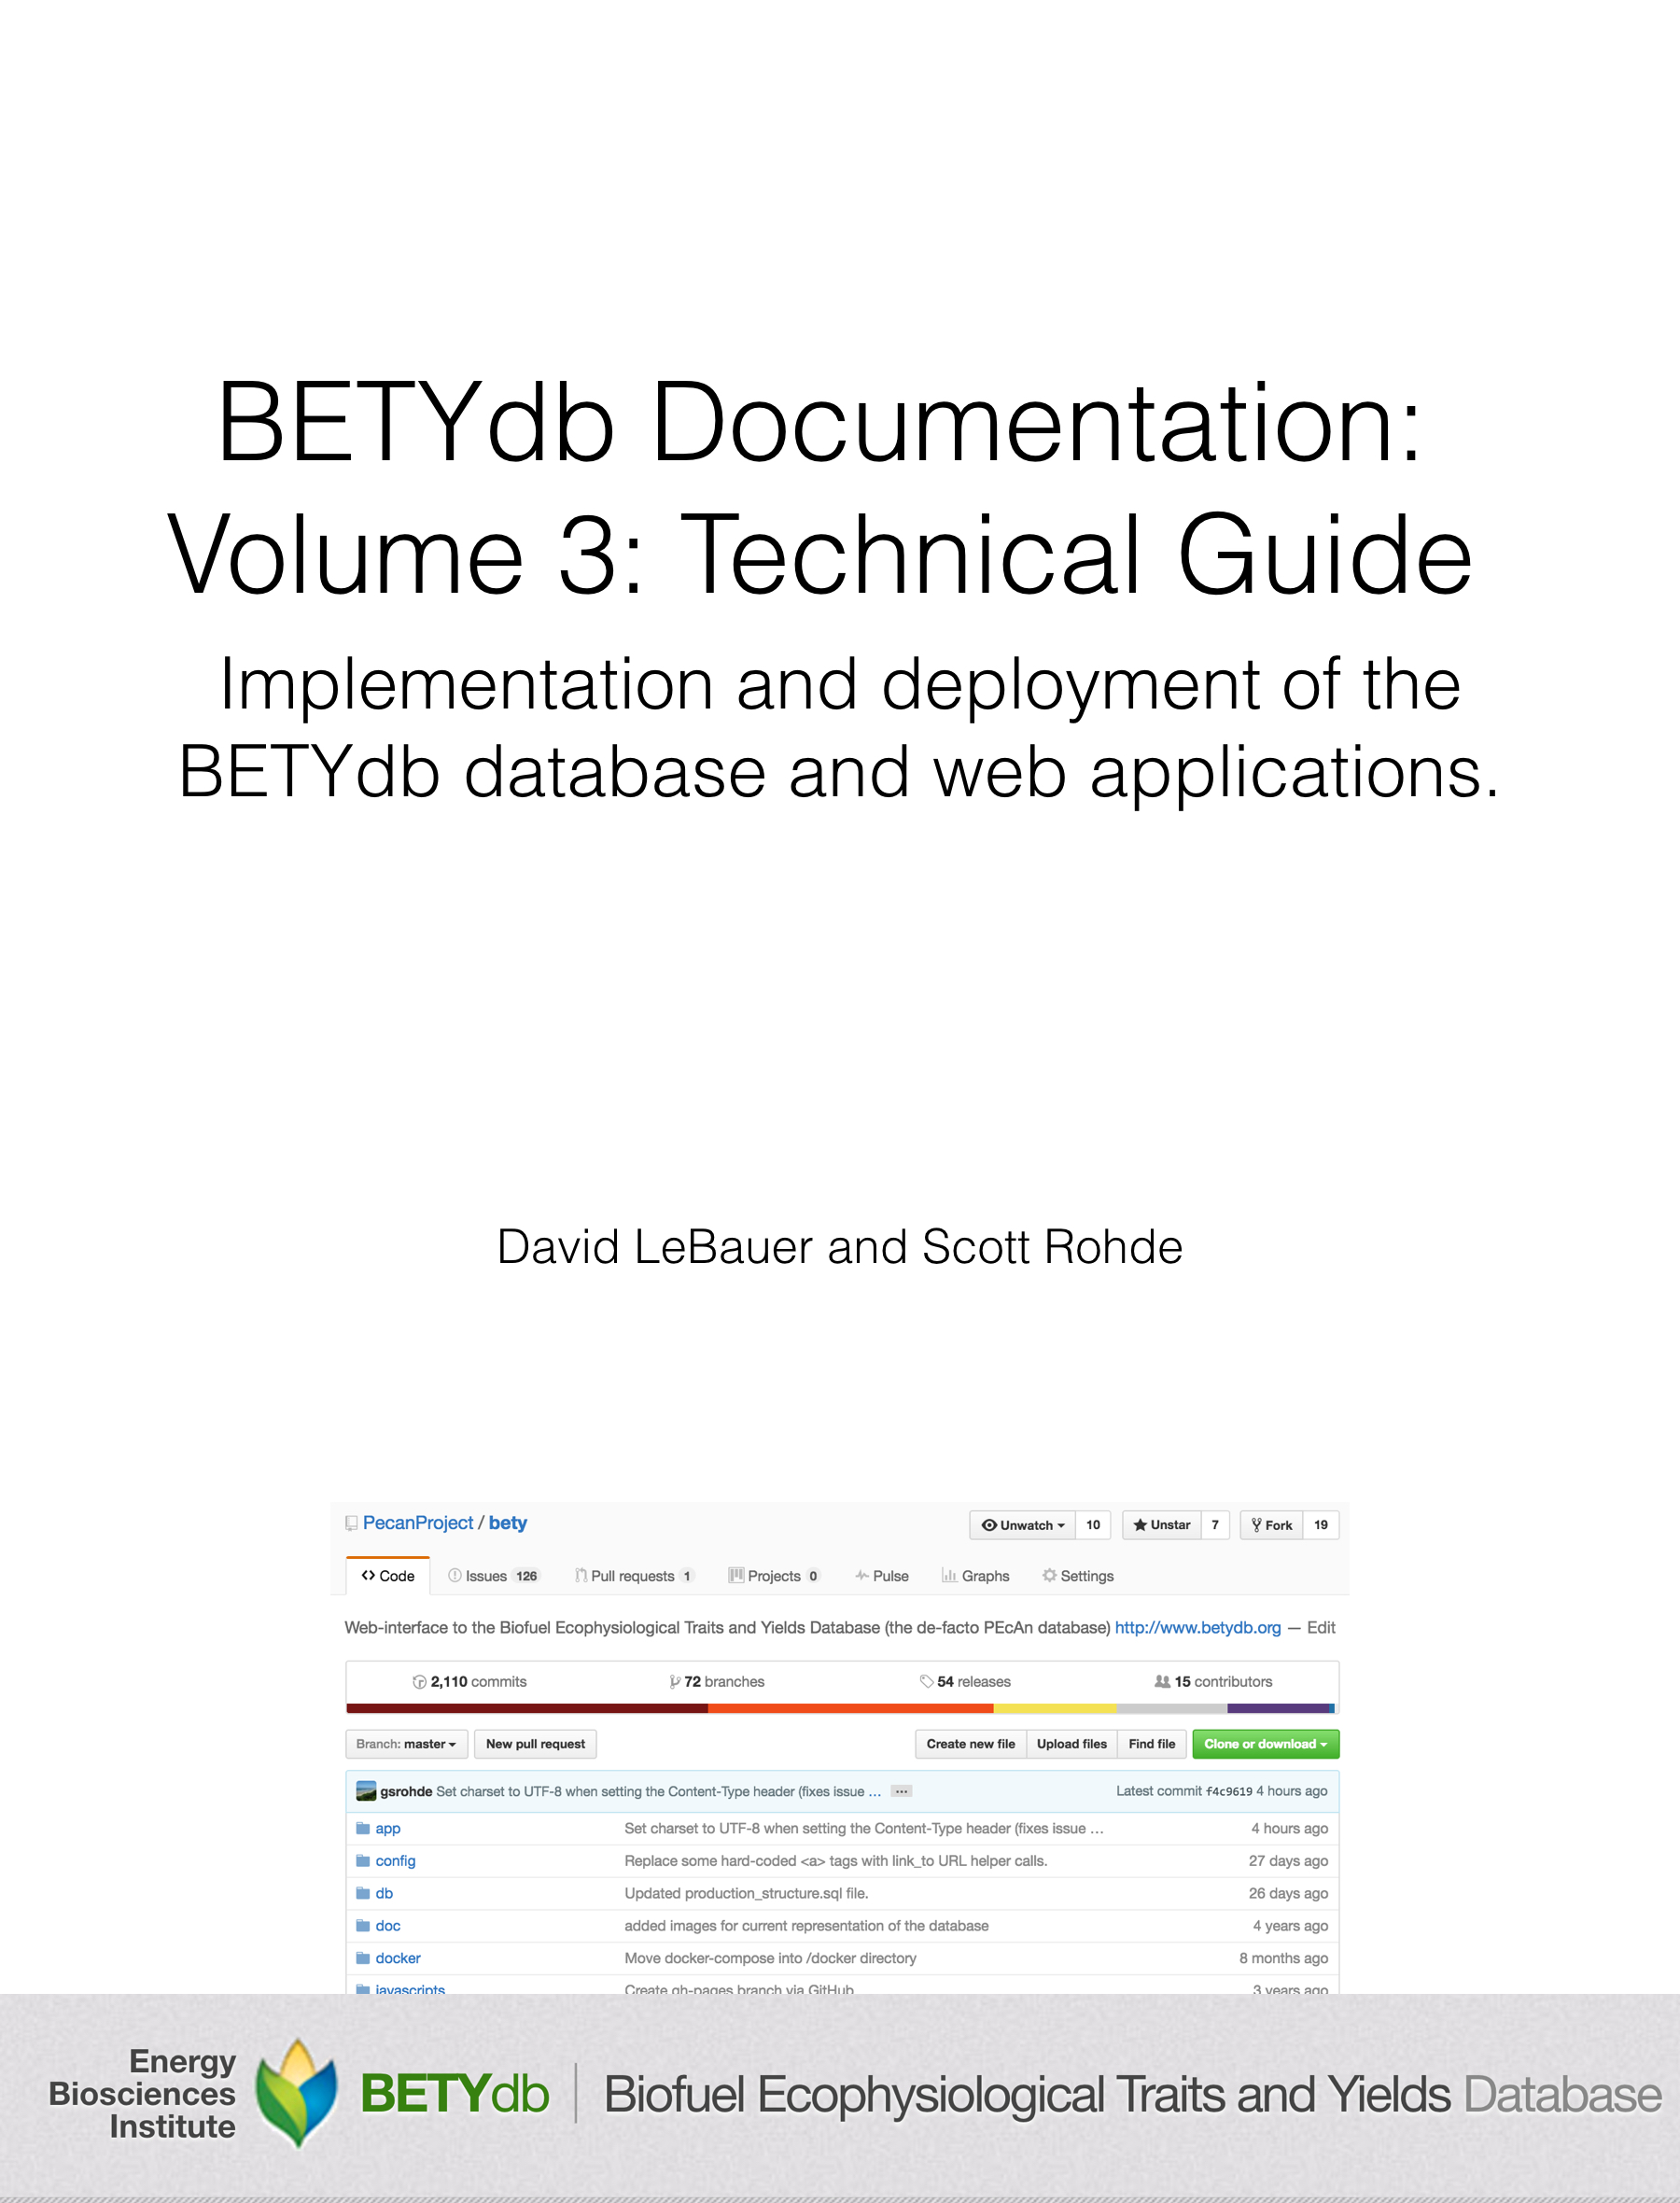 BETYdb Documentation:
Volume 3: Technical Guide
Implementation and deployment of the
BETYdb database and web applications.
David LeBauer and Scott Rohde
PecanProject / bety
Unwatch 10 Unstar 7 Fork 19
Code Issues 126 Pull requests 1 Projects 0 Pulse Graphs Settings
Web-interface to the Biofuel Ecophysiological Traits and Yields Database (the de-facto PEcAn database) http://www.betydb.org — Edit
2,110 commits 72 branches 54 releases 15 contributors
Branch: master New pull request Create new file Upload files Find file Clone or download
gsrohde Set charset to UTF-8 when setting the Content-Type header (fixes issue … ... Latest commit f4c9619 4 hours ago
app Set charset to UTF-8 when setting the Content-Type header (fixes issue … 4 hours ago
config Replace some hard-coded <a> tags with link_to URL helper calls. 27 days ago
db Updated production_structure.sql file. 26 days ago
doc added images for current representation of the database 4 years ago
docker Move docker-compose into /docker directory 8 months ago
javascripts Create gh-pages branch via GitHub 3 years ago
Energy
Biosciences
Institute
BETYdb | Biofuel Ecophysiological Traits and Yields Database